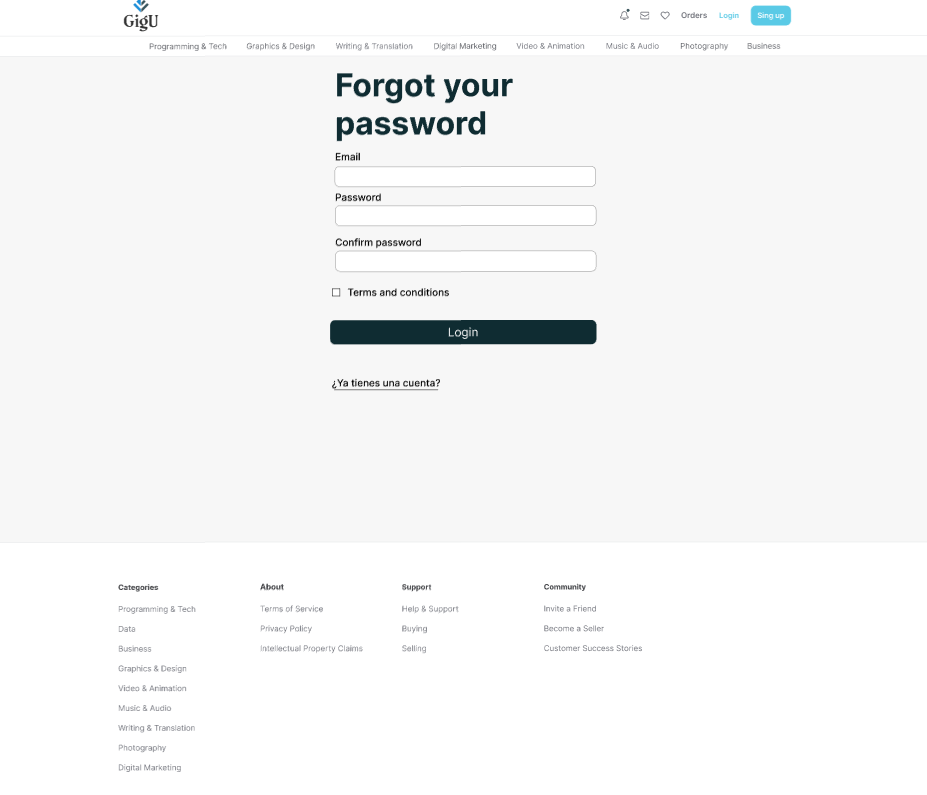 GigU
Orders Login Sing up
Programming & Tech Graphics & Design Writing & Translation Digital Marketing Video & Animation Music & Audio Photography Business
Forgot your
password
Email
Password
Confirm password
Terms and conditions
Login
¿Ya tienes una cuenta?
Categories
Programming & Tech
Data
Business
Graphics & Design
Video & Animation
Music & Audio
Writing & Translation
Photography
Digital Marketing
About
Terms of Service
Privacy Policy
Intellectual Property Claims
Support
Help & Support
Buying
Selling
Community
Invite a Friend
Become a Seller
Customer Success Stories